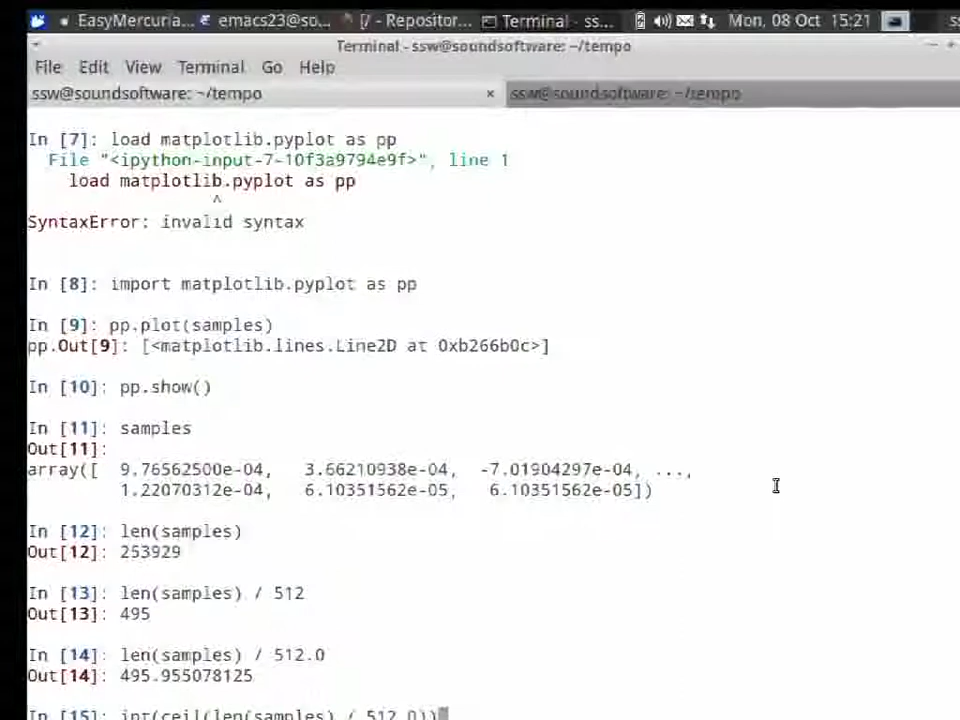 EasyMercuria... emacs23@so... [/ - Repositor... Terminal - ss... Mon, 08 Oct 15:21
Terminal - ssw@soundsoftware: ~/tempo
File Edit View Terminal Go Help
ssw@soundsoftware: ~/tempo × ssw@soundsoftware: ~/tempo
In [7]: load matplotlib.pyplot as pp
File "<ipython-input-7-10f3a9794e9f>", line 1
load matplotlib.pyplot as pp
^
SyntaxError: invalid syntax
In [8]: import matplotlib.pyplot as pp
In [9]: pp.plot(samples)
pp.Out[9]: [<matplotlib.lines.Line2D at 0xb266b0c>]
In [10]: pp.show()
In [11]: samples
Out[11]:
array([ 9.76562500e-04, 3.66210938e-04, -7.01904297e-04, ...,
1.22070312e-04, 6.10351562e-05, 6.10351562e-05])
In [12]: len(samples)
Out[12]: 253929
In [13]: len(samples) / 512
Out[13]: 495
In [14]: len(samples) / 512.0
Out[14]: 495.955078125
In [15]: int(ceil(len(samples) / 512.0))